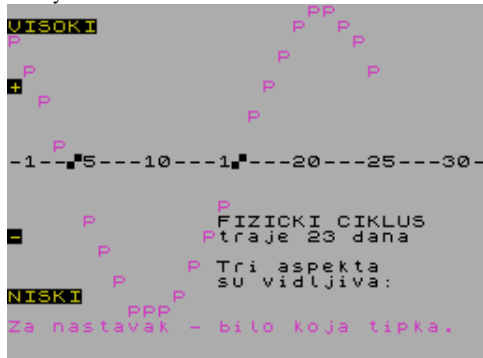 VISOKI
+
-1--5---10---1---20---25---30-
-
FIZICKI CIKLUS
traje 23 dana
Tri aspekta
su vidljiva:
NISKI
Za nastavak - bilo koja tipka.